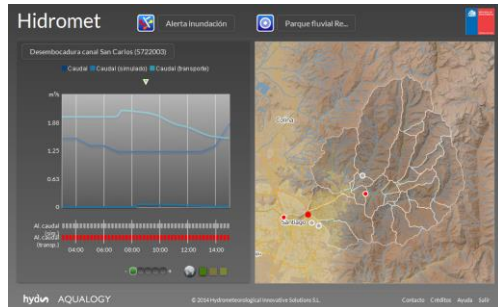 Hidromet
Alerta inundación
Parque fluvial Re...
Desembocadura canal San Carlos (5722003)
Caudal Caudal (simulado) Caudal (transporte)
m³/s
1.88
1.25
0.63
0
Al. caudal
Al. caudal
(transp.)
04:00 06:00 08:00 10:00 12:00 14:00
- +
Colina
Santiago
hyds AQUALOGY
© 2014 Hydrometeorological Innovative Solutions S.L.
Contacto Créditos Ayuda Salir